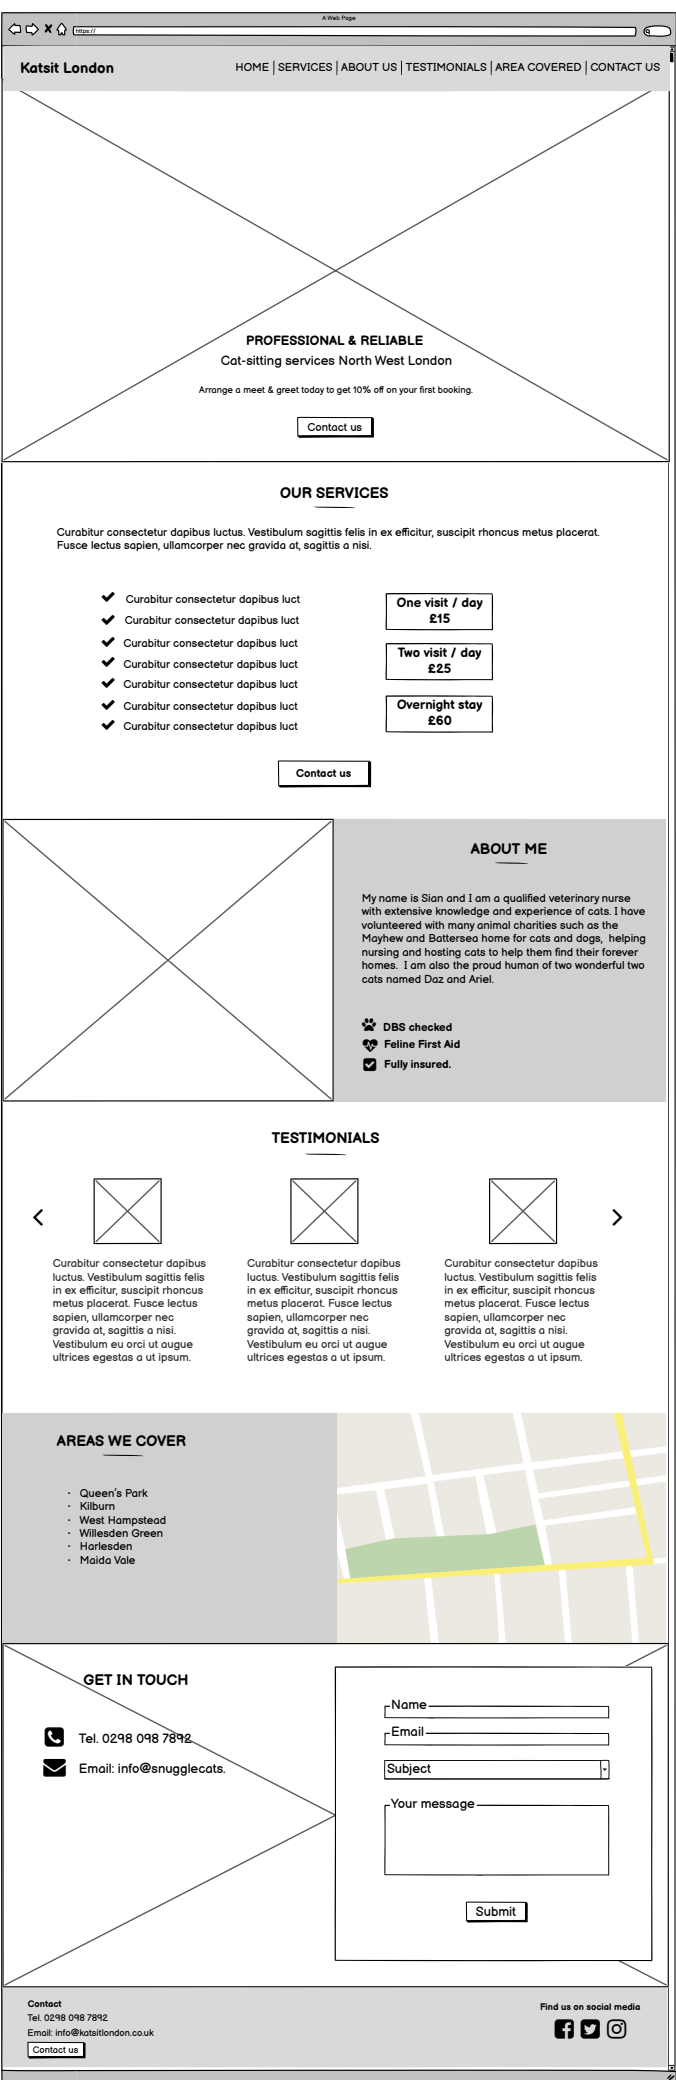 A Web Page
https://
Katsit London
HOME | SERVICES | ABOUT US | TESTIMONIALS | AREA COVERED | CONTACT US
PROFESSIONAL & RELIABLE
Cat-sitting services North West London
Arrange a meet & greet today to get 10% off on your first booking.
Contact us
OUR SERVICES
Curabitur consectetur dapibus luctus. Vestibulum sagittis felis in ex efficitur, suscipit rhoncus metus placerat.
Fusce lectus sapien, ullamcorper nec gravida at, sagittis a nisi.
Curabitur consectetur dapibus luct
Curabitur consectetur dapibus luct
Curabitur consectetur dapibus luct
Curabitur consectetur dapibus luct
Curabitur consectetur dapibus luct
Curabitur consectetur dapibus luct
Curabitur consectetur dapibus luct
One visit / day
£15
Two visit / day
£25
Overnight stay
£60
Contact us
ABOUT ME
My name is Sian and I am a qualified veterinary nurse
with extensive knowledge and experience of cats. I have
volunteered with many animal charities such as the
Mayhew and Battersea home for cats and dogs, helping
nursing and hosting cats to help them find their forever
homes. I am also the proud human of two wonderful two
cats named Daz and Ariel.
DBS checked
Feline First Aid
Fully insured.
TESTIMONIALS
Curabitur consectetur dapibus
luctus. Vestibulum sagittis felis
in ex efficitur, suscipit rhoncus
metus placerat. Fusce lectus
sapien, ullamcorper nec
gravida at, sagittis a nisi.
Vestibulum eu orci ut augue
ultrices egestas a ut ipsum.
Curabitur consectetur dapibus
luctus. Vestibulum sagittis felis
in ex efficitur, suscipit rhoncus
metus placerat. Fusce lectus
sapien, ullamcorper nec
gravida at, sagittis a nisi.
Vestibulum eu orci ut augue
ultrices egestas a ut ipsum.
Curabitur consectetur dapibus
luctus. Vestibulum sagittis felis
in ex efficitur, suscipit rhoncus
metus placerat. Fusce lectus
sapien, ullamcorper nec
gravida at, sagittis a nisi.
Vestibulum eu orci ut augue
ultrices egestas a ut ipsum.
AREAS WE COVER
· Queen's Park
· Kilburn
· West Hampstead
· Willesden Green
· Harlesden
· Maida Vale
GET IN TOUCH
Tel. 0298 098 7892
Email: info@snugglecats.
Name
Email
Subject
Your message
Submit
Contact
Tel. 0298 098 7892
Email: info@katsitlondon.co.uk
Contact us
Find us on social media